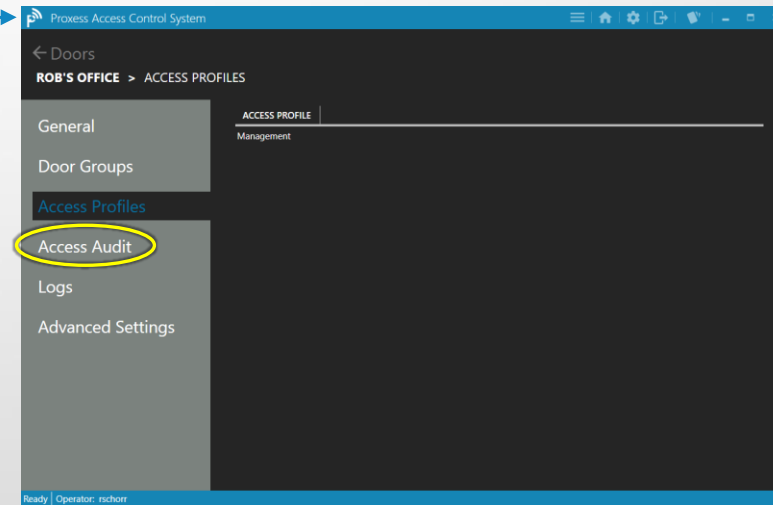 Proxess Access Control System
Doors
ROB'S OFFICE > ACCESS PROFILES
General
Door Groups
Access Profiles
Access Audit
Logs
Advanced Settings
ACCESS PROFILE
Management
Ready Operator: rschorr